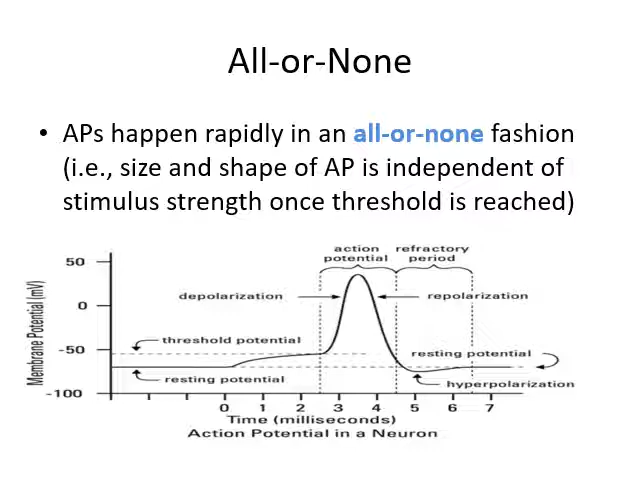 All-or-None
• APs happen rapidly in an all-or-none fashion
(i.e., size and shape of AP is independent of
stimulus strength once threshold is reached)
action potential
refractory period
50
depolarization
repolarization
0
Membrane Potential (mV)
threshold potential
-50
resting potential
resting potential
hyperpolarization
-100
0 1 2 3 4 5 6 7
Time (milliseconds)
Action Potential in a Neuron